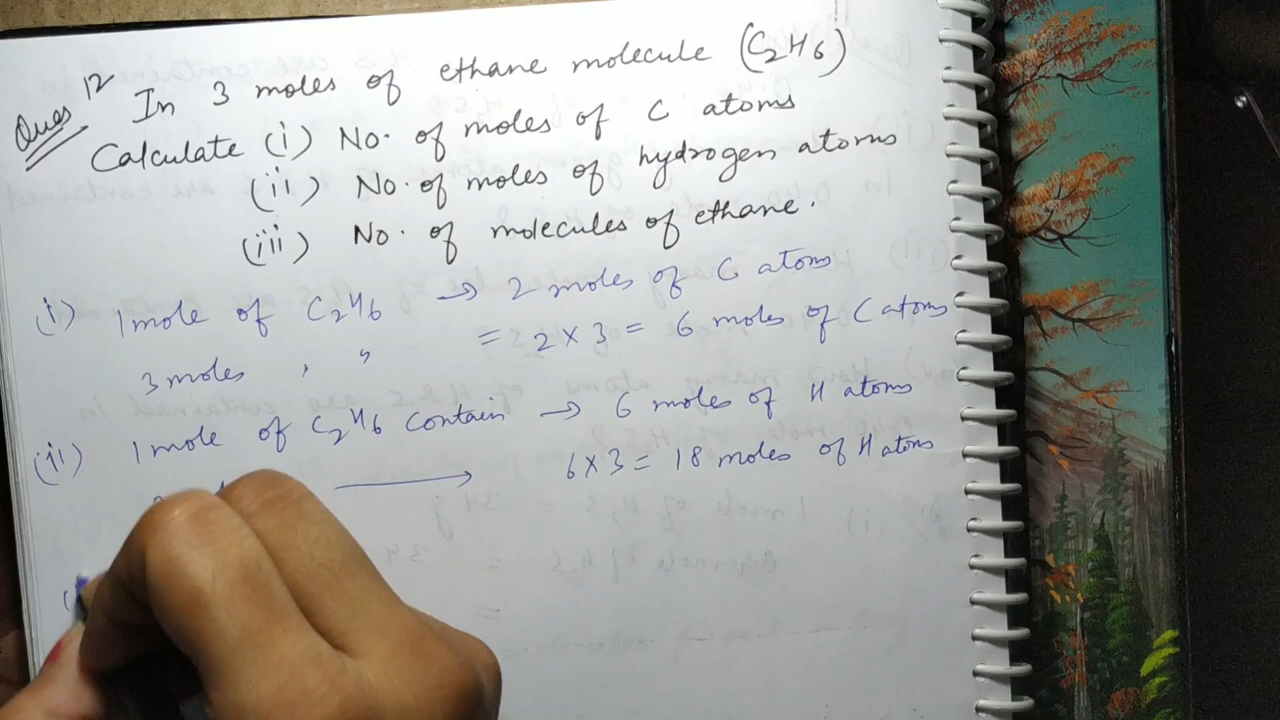 Ques 12 In 3 moles of ethane molecule (C2H6)
Calculate (i) No. of moles of C atoms
(ii) No. of moles of hydrogen atoms
(iii) No. of molecules of ethane.
(i) 1 mole of C2H6 → 2 moles of C atoms
3 moles , , = 2 × 3 = 6 moles of C atoms
(ii) 1 mole of C2H6 contain → 6 moles of H atoms
→ 6 × 3 = 18 moles of H atoms
(